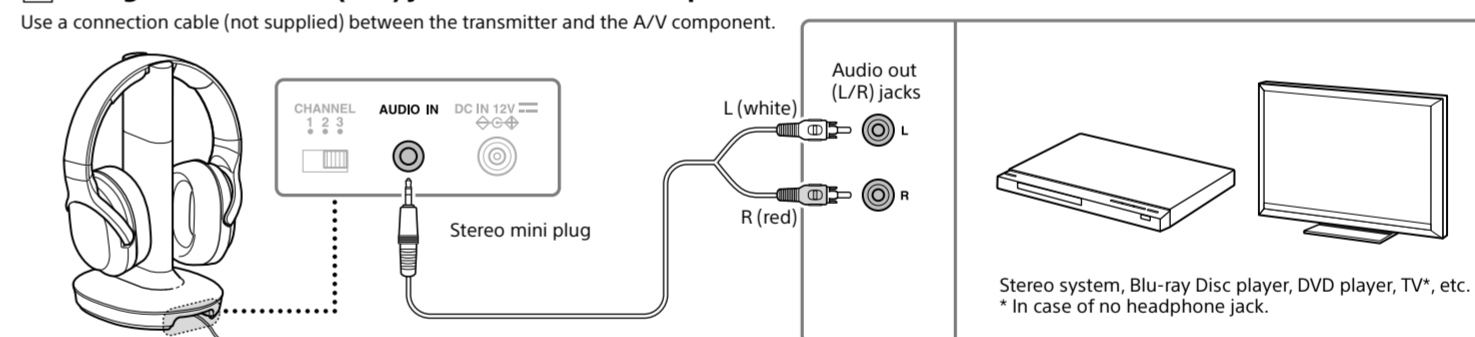 Use a connection cable (not supplied) between the transmitter and the A/V component.
CHANNEL
1 2 3
AUDIO IN
DC IN 12V
Stereo mini plug
L (white)
R (red)
Audio out
(L/R) jacks
L
R
Stereo system, Blu-ray Disc player, DVD player, TV*, etc.
* In case of no headphone jack.